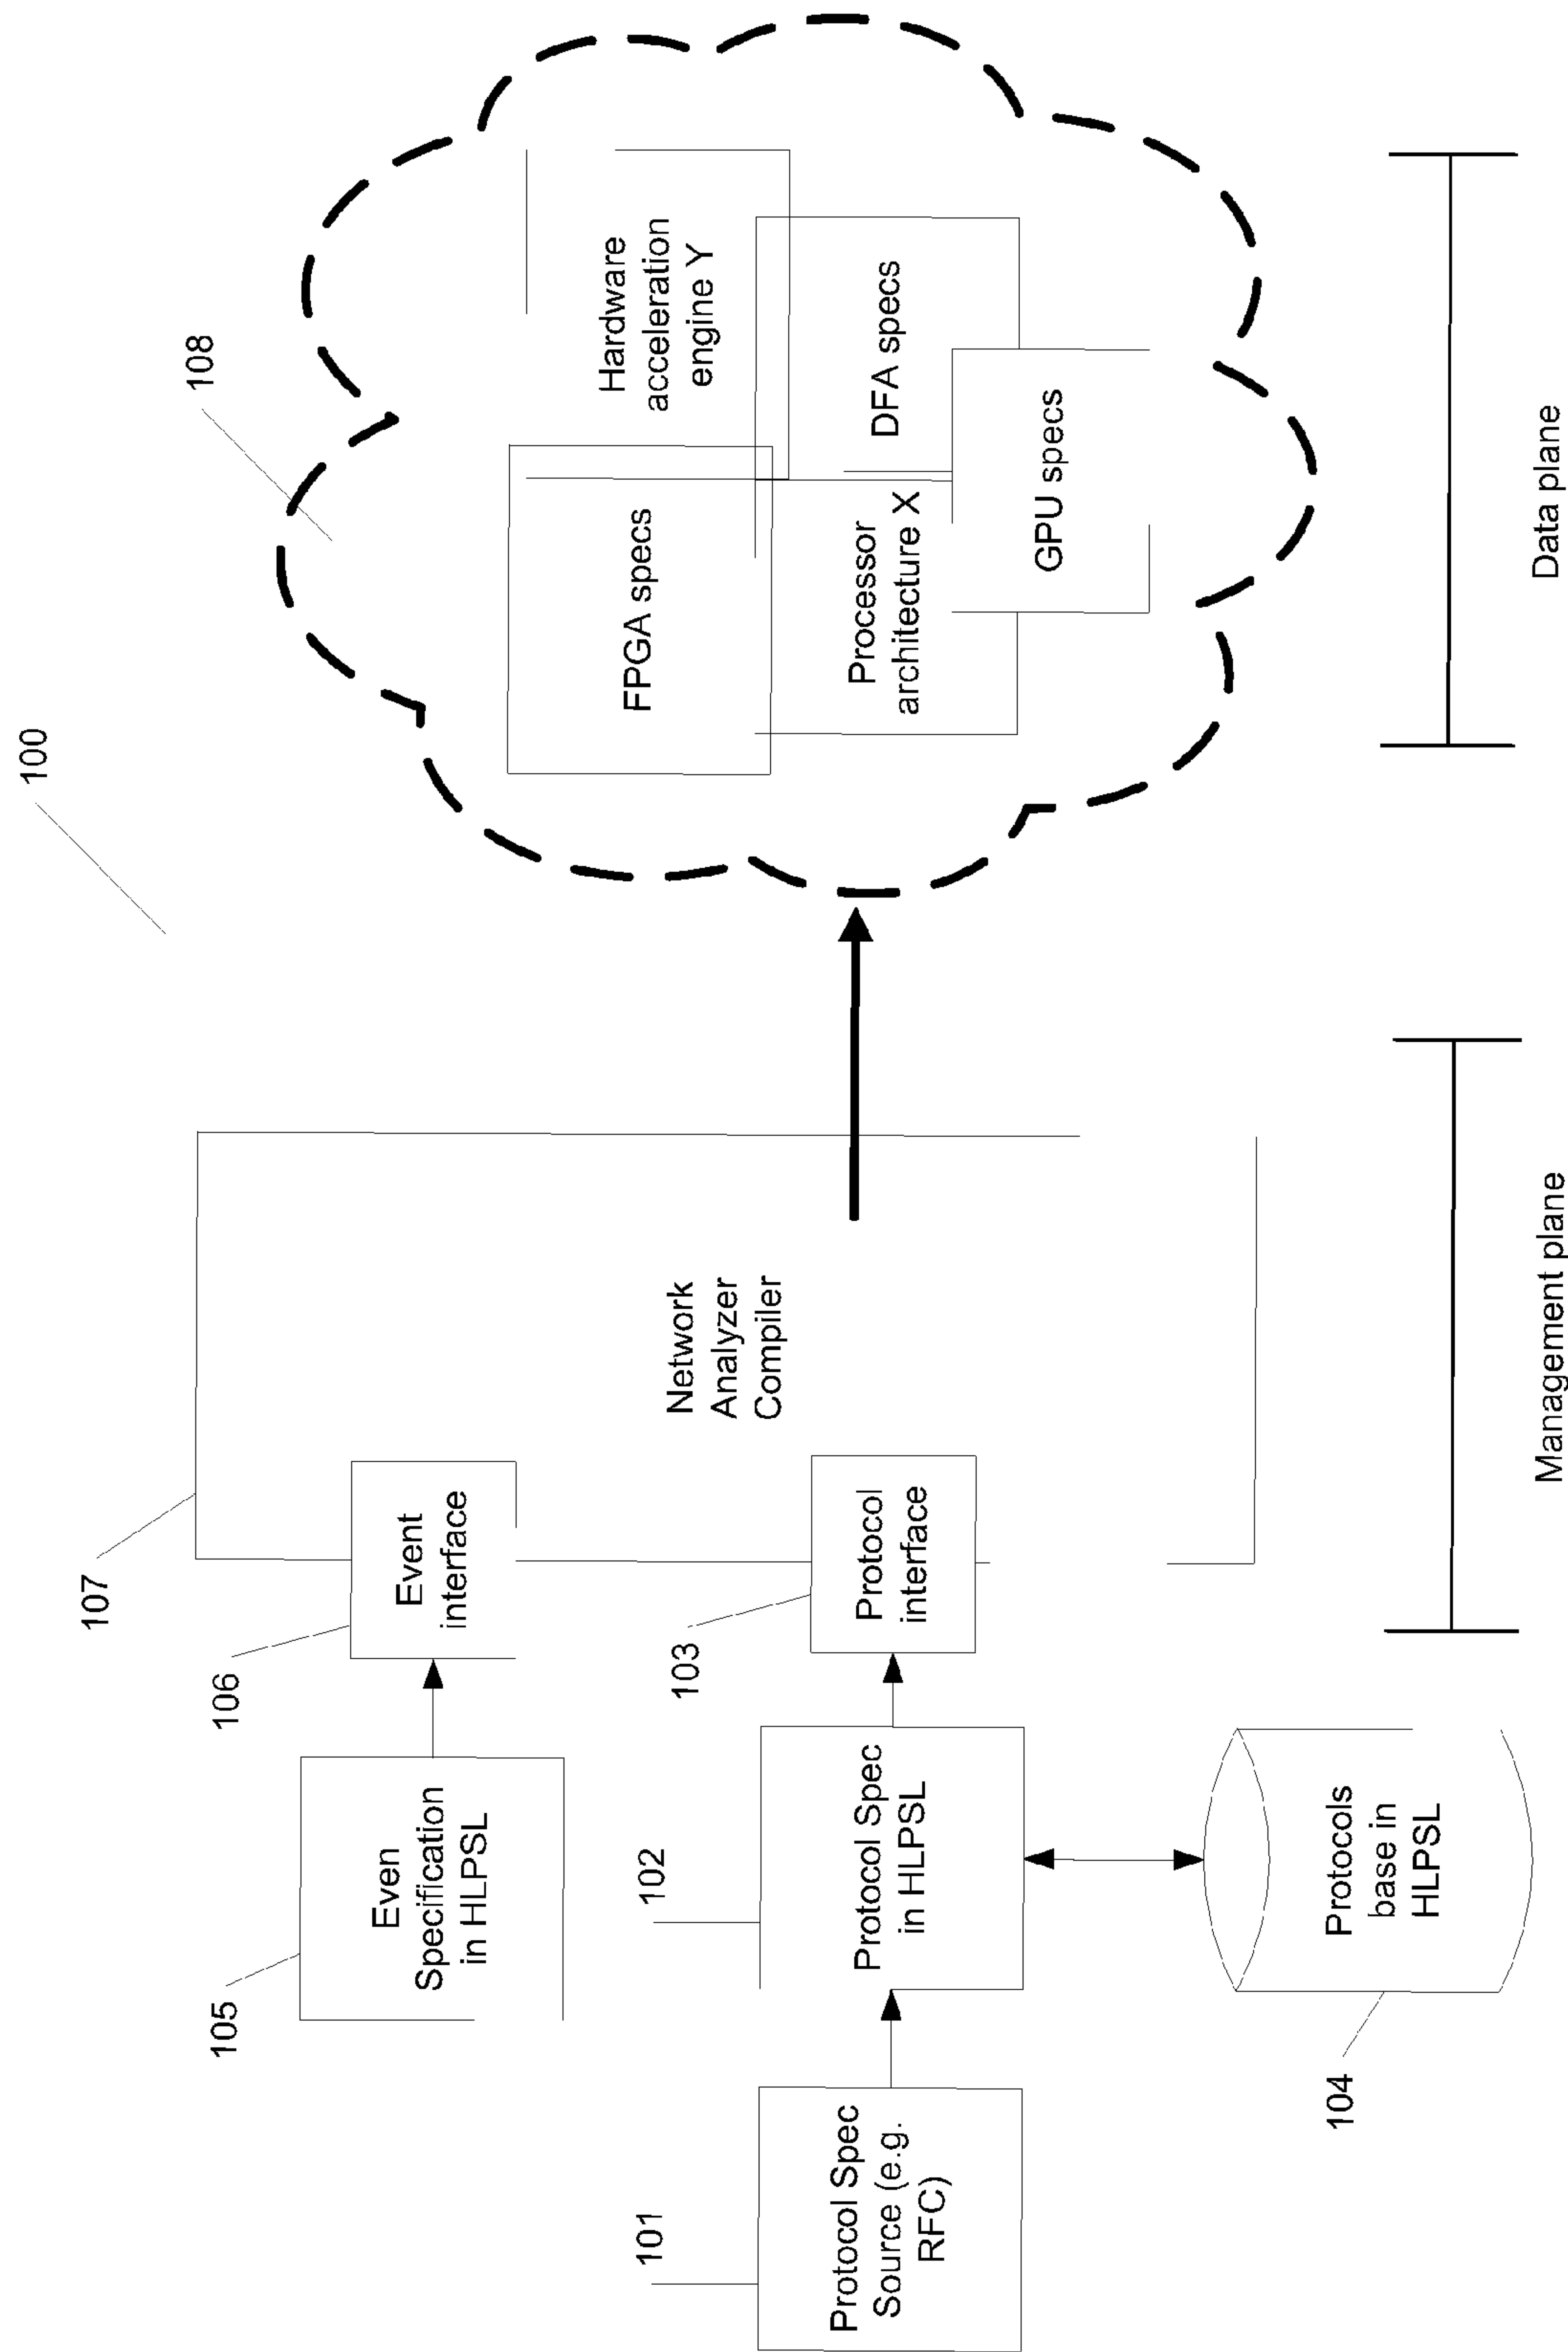 100
108
107
106
105
Even
Specification
in HLPSL
Event
interface
Network
Analyzer
Compiler
FPGA specs
Hardware
acceleration
engine Y
Processor
architecture X
DFA specs
GPU specs
101
Protocol Spec
Source (e.g.
RFC)
102
Protocol Spec
in HLPSL
103
Protocol
interface
104
Protocols
base in
HLPSL
Management plane
Data plane